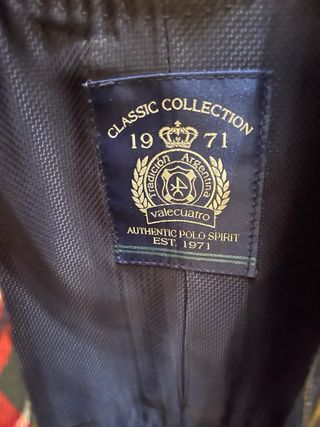 CLASSIC COLLECTION
19 71
Tradición Argentina
valecuatro
AUTHENTIC POLO SPIRIT
EST. 1971